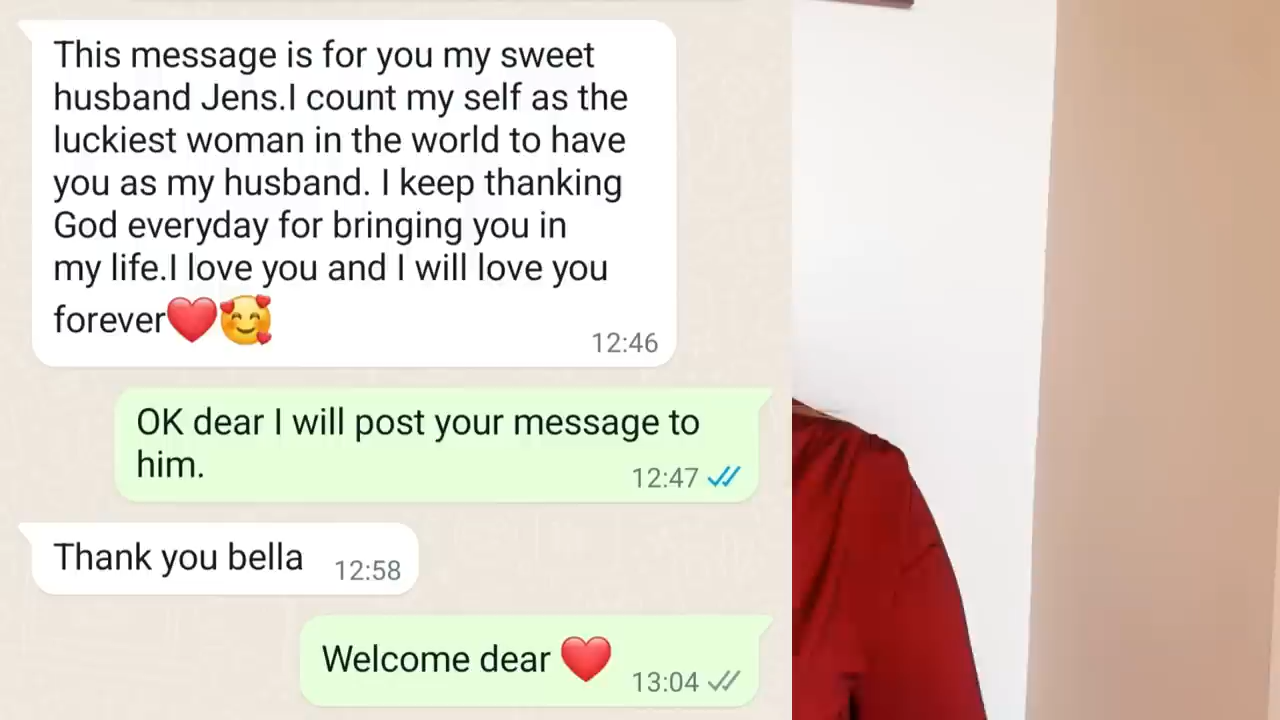 This message is for you my sweet
husband Jens.I count my self as the
luckiest woman in the world to have
you as my husband. I keep thanking
God everyday for bringing you in
my life.I love you and I will love you
forever❤️🥰
12:46
OK dear I will post your message to
him.
12:47
Thank you bella
12:58
Welcome dear ❤️
13:04